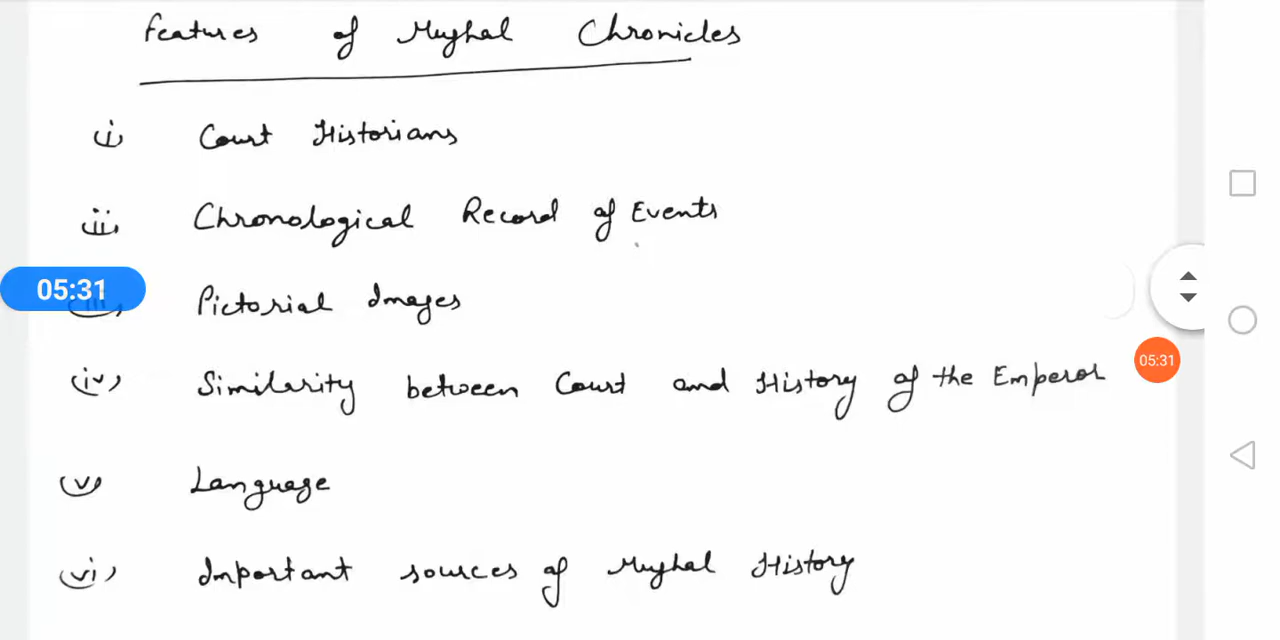 Features of Mughal Chronicles
(i) Court Historians
(ii) Chronological Record of Events
05:31
(iii) Pictorial Images
05:31
(iv) Similarity between Court and History of the Emperor
(v) Language
(vi) Important sources of Mughal History